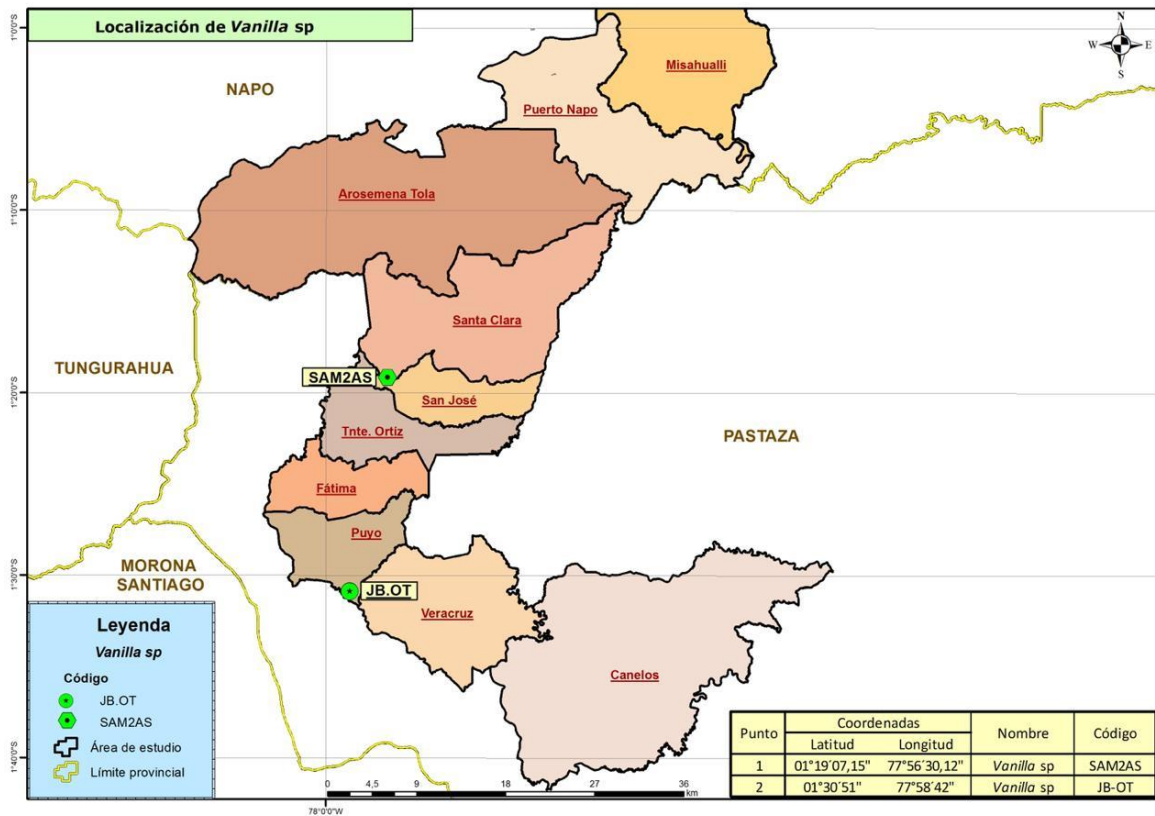 Localización de Vanilla sp
N
W E
S
1°0'0"S
1°10'0"S
1°20'0"S
1°30'0"S
1°40'0"S
78°0'0"W
NAPO
Misahualli
Puerto Napo
Arosemena Tola
Santa Clara
TUNGURAHUA
SAM2AS
San José
Tnte. Ortiz
PASTAZA
Fátima
Puyo
MORONA
SANTIAGO
JB.OT
Veracruz
Canelos
Leyenda
Vanilla sp
Código
JB.OT
SAM2AS
Área de estudio
Límite provincial
0 4,5 9 18 27 36
km
Punto Coordenadas Nombre Código
Latitud Longitud
1 01°19´07,15" 77°56´30,12" Vanilla sp SAM2AS
2 01°30´51" 77°58´42" Vanilla sp JB-OT